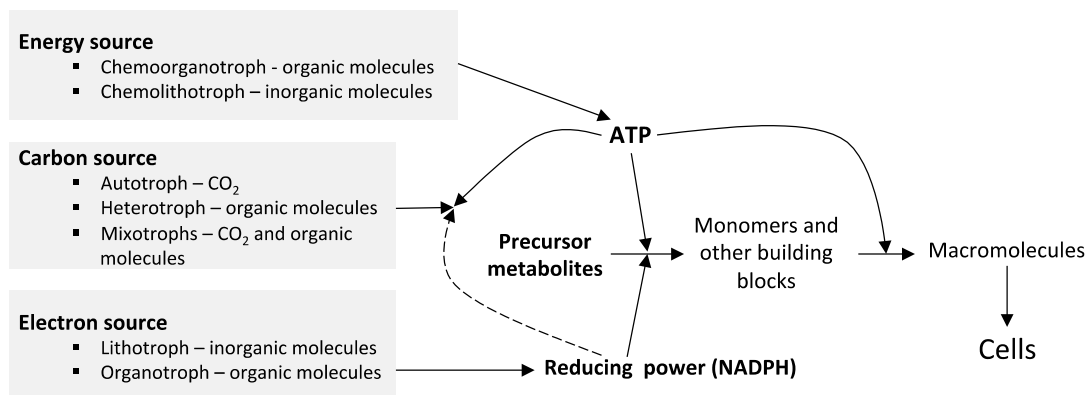 Energy source
▪ Chemoorganotroph - organic molecules
▪ Chemolithotroph – inorganic molecules
Carbon source
▪ Autotroph – CO₂
▪ Heterotroph – organic molecules
▪ Mixotrophs – CO₂ and organic
molecules
Electron source
▪ Lithotroph – inorganic molecules
▪ Organotroph – organic molecules
ATP
Precursor
metabolites
Reducing power (NADPH)
Monomers and
other building
blocks
Macromolecules
Cells